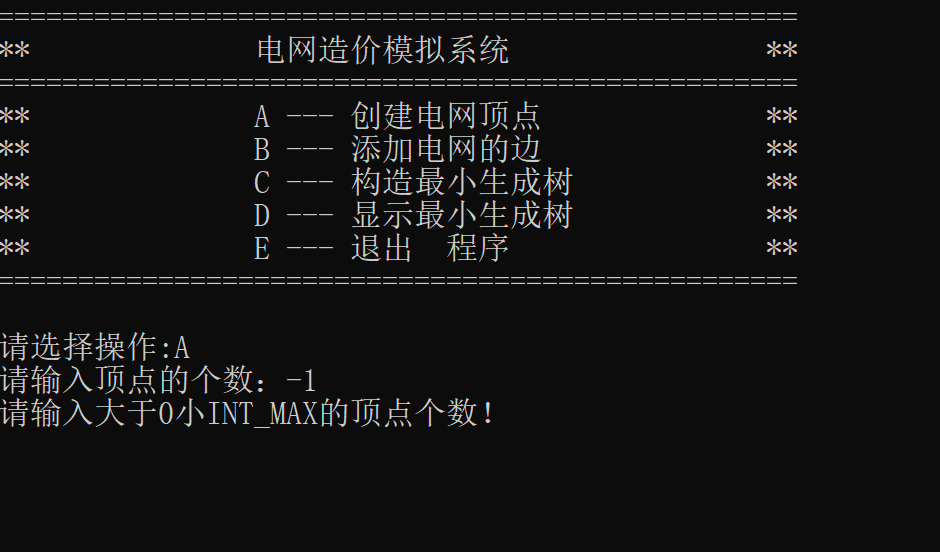 ==================================================
**              电网造价模拟系统                **
==================================================
**              A --- 创建电网顶点              **
**              B --- 添加电网的边              **
**              C --- 构造最小生成树            **
**              D --- 显示最小生成树            **
**              E --- 退出  程序                **
==================================================
请选择操作:A
请输入顶点的个数：-1
请输入大于0小INT_MAX的顶点个数!